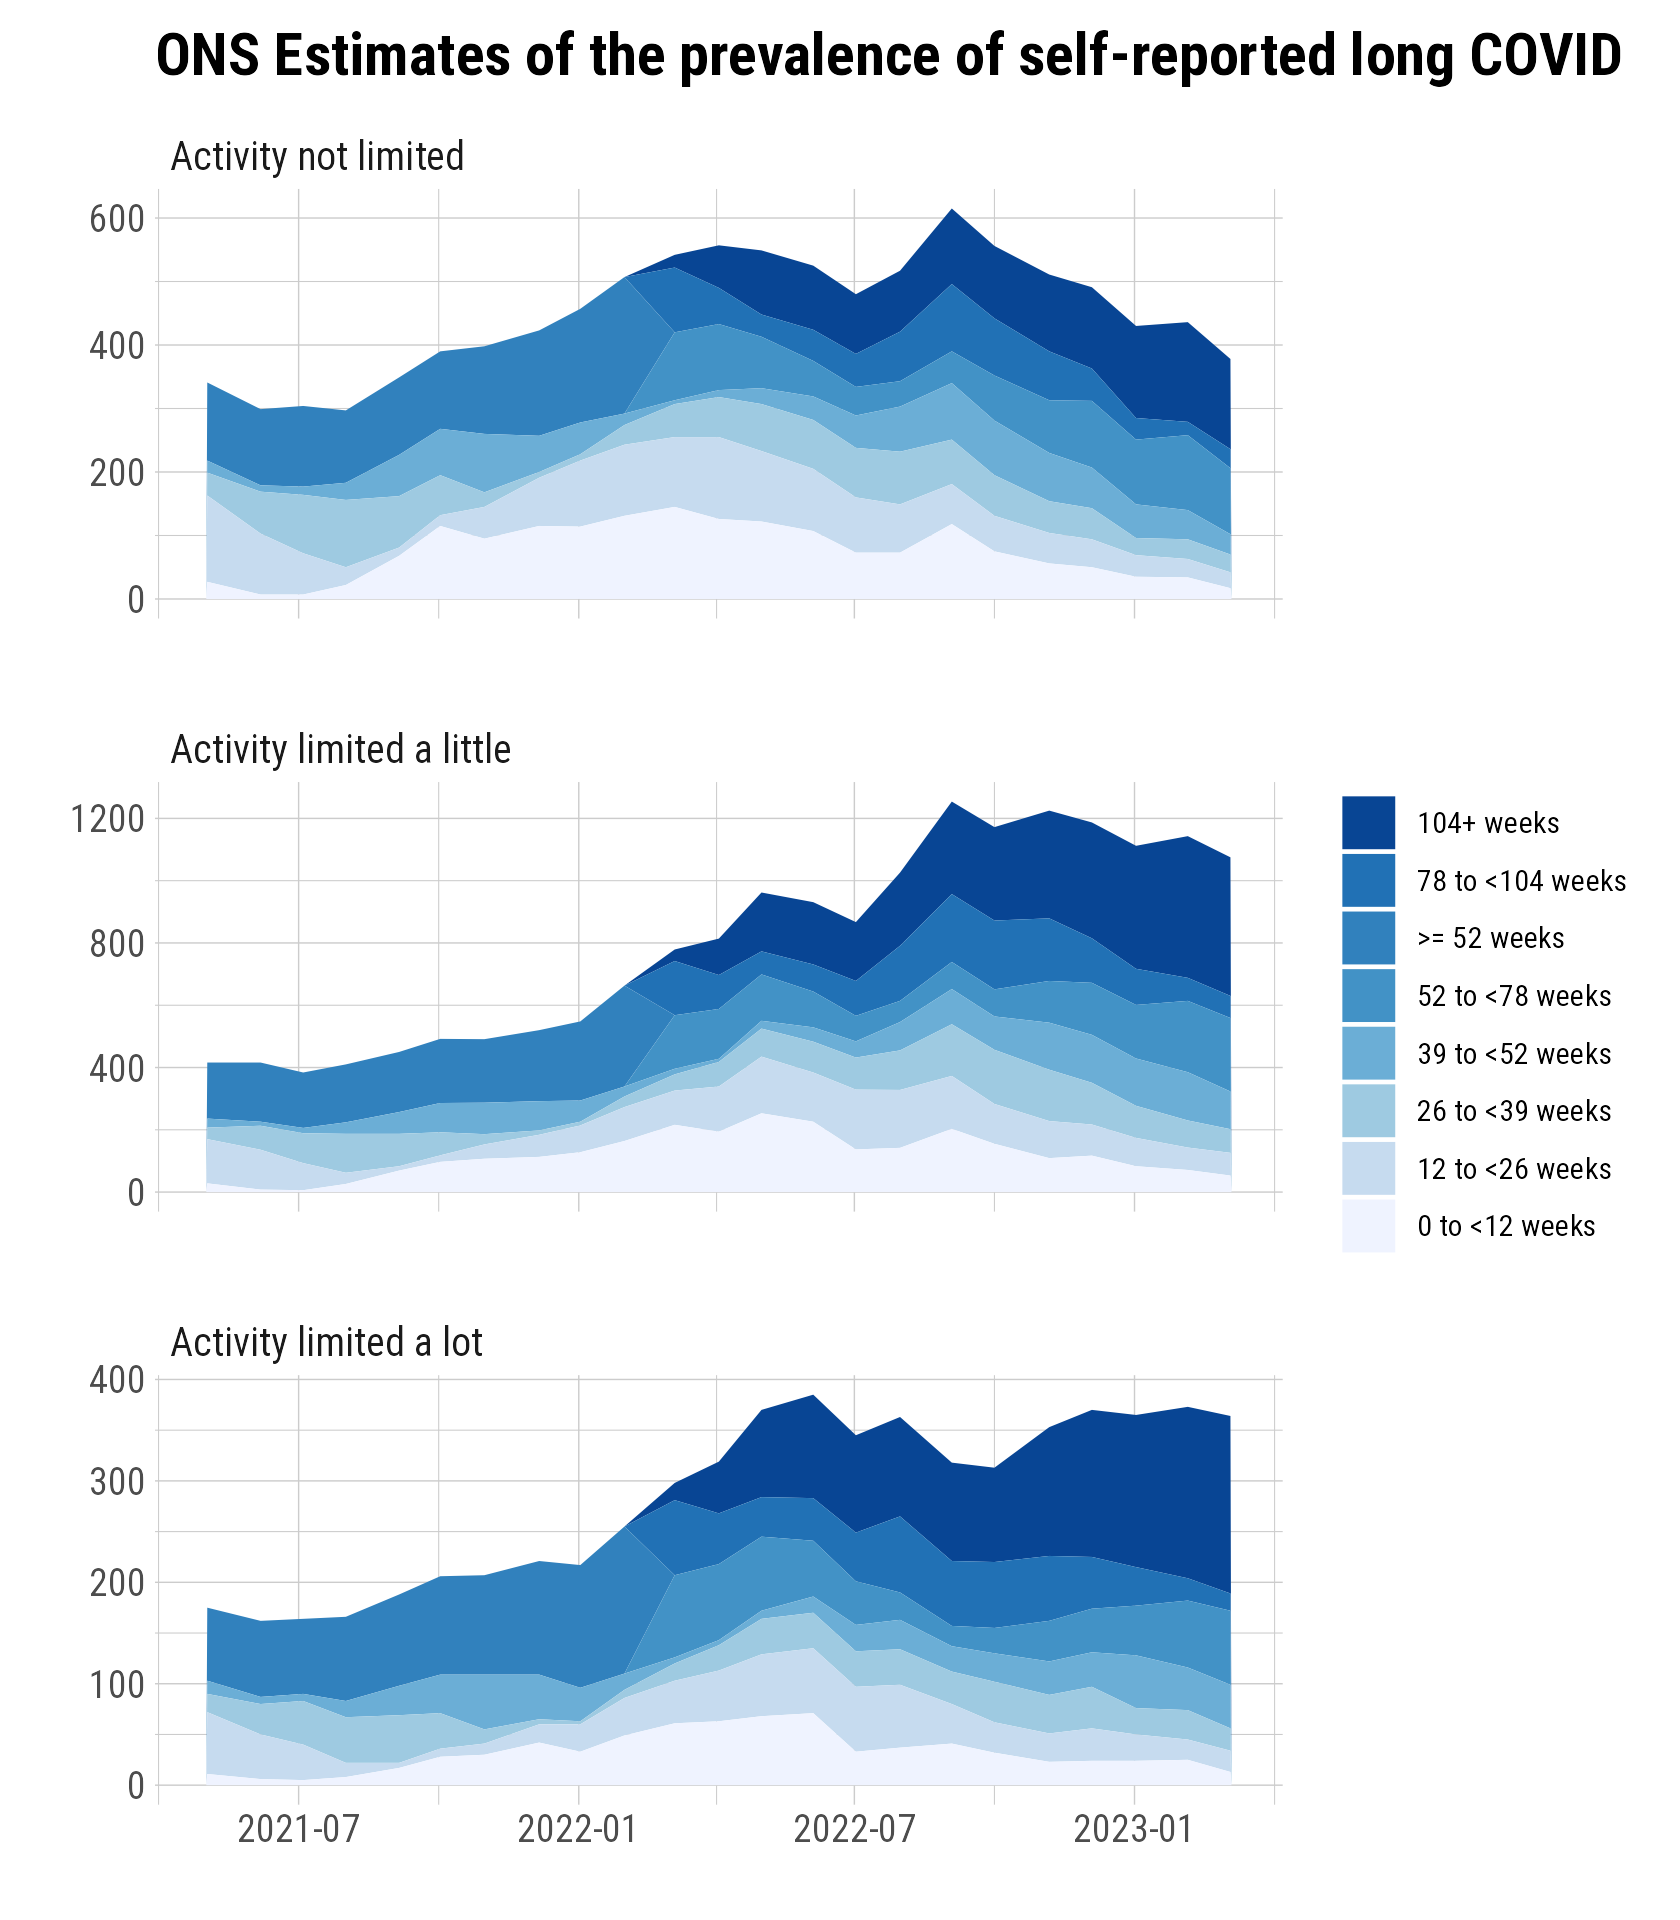 ONS Estimates of the prevalence of self-reported long COVID
Activity not limited
600
400
200
0
Activity limited a little
1200
800
400
0
104+ weeks
78 to <104 weeks
>= 52 weeks
52 to <78 weeks
39 to <52 weeks
26 to <39 weeks
12 to <26 weeks
0 to <12 weeks
Activity limited a lot
400
300
200
100
0
2021-07 2022-01 2022-07 2023-01